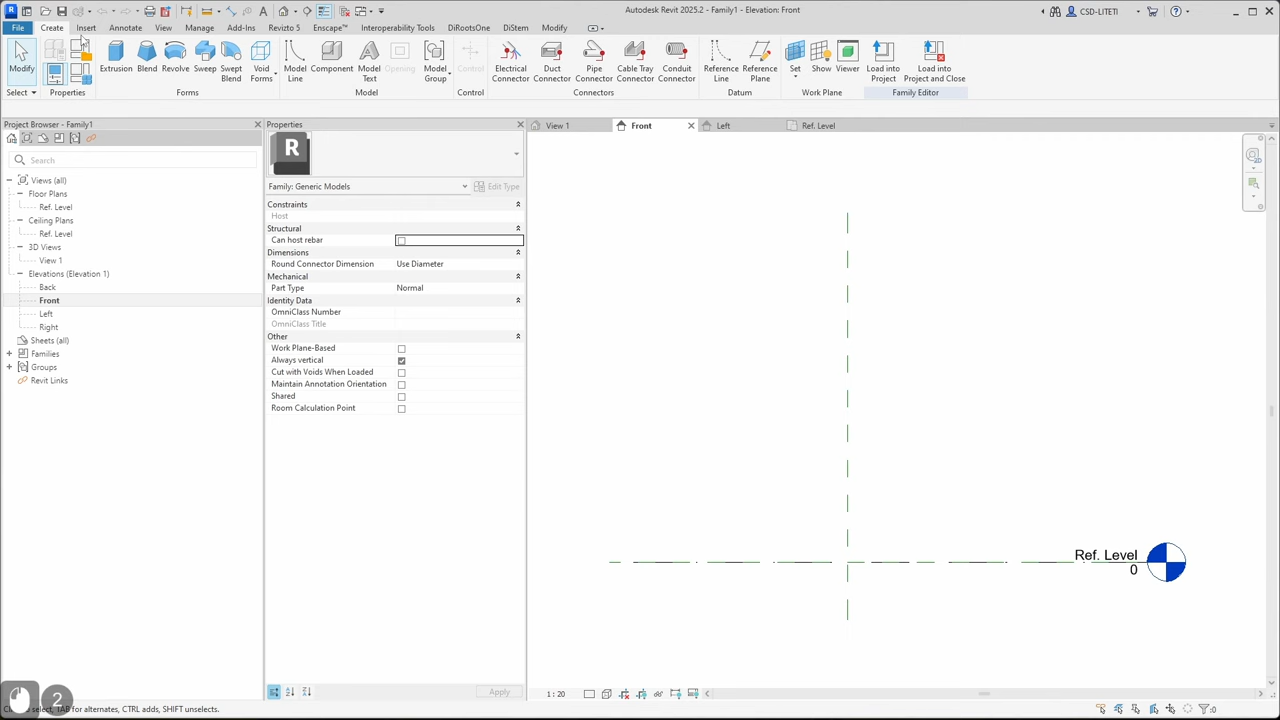 Autodesk Revit 2025.2 - Family1 - Elevation: Front
CSD-LITETI
File Create Insert Annotate View Manage Add-Ins Revizto 5 Enscape™ Interoperability Tools DiRootsOne DiStem Modify
Modify Extrusion Blend Revolve Sweep Swept Blend Void Forms Model Line Component Model Text Opening Model Group Control Electrical Connector Duct Connector Pipe Connector Cable Tray Connector Conduit Connector Reference Line Reference Plane Set Show Viewer Load into Project Load into Project and Close
Select Properties Forms Model Control Connectors Datum Work Plane Family Editor
Project Browser - Family1
Search
Views (all)
Floor Plans
Ref. Level
Ceiling Plans
Ref. Level
3D Views
View 1
Elevations (Elevation 1)
Back
Front
Left
Right
Sheets (all)
Families
Groups
Revit Links
Properties
R
Family: Generic Models
Edit Type
Constraints
Host
Structural
Can host rebar
Dimensions
Round Connector Dimension Use Diameter
Mechanical
Part Type Normal
Identity Data
OmniClass Number
OmniClass Title
Other
Work Plane-Based
Always vertical
Cut with Voids When Loaded
Maintain Annotation Orientation
Shared
Room Calculation Point
Apply
View 1 Front Left Ref. Level
Ref. Level
0
1 : 20
2
select, TAB for alternates, CTRL adds, SHIFT unselects.
:0